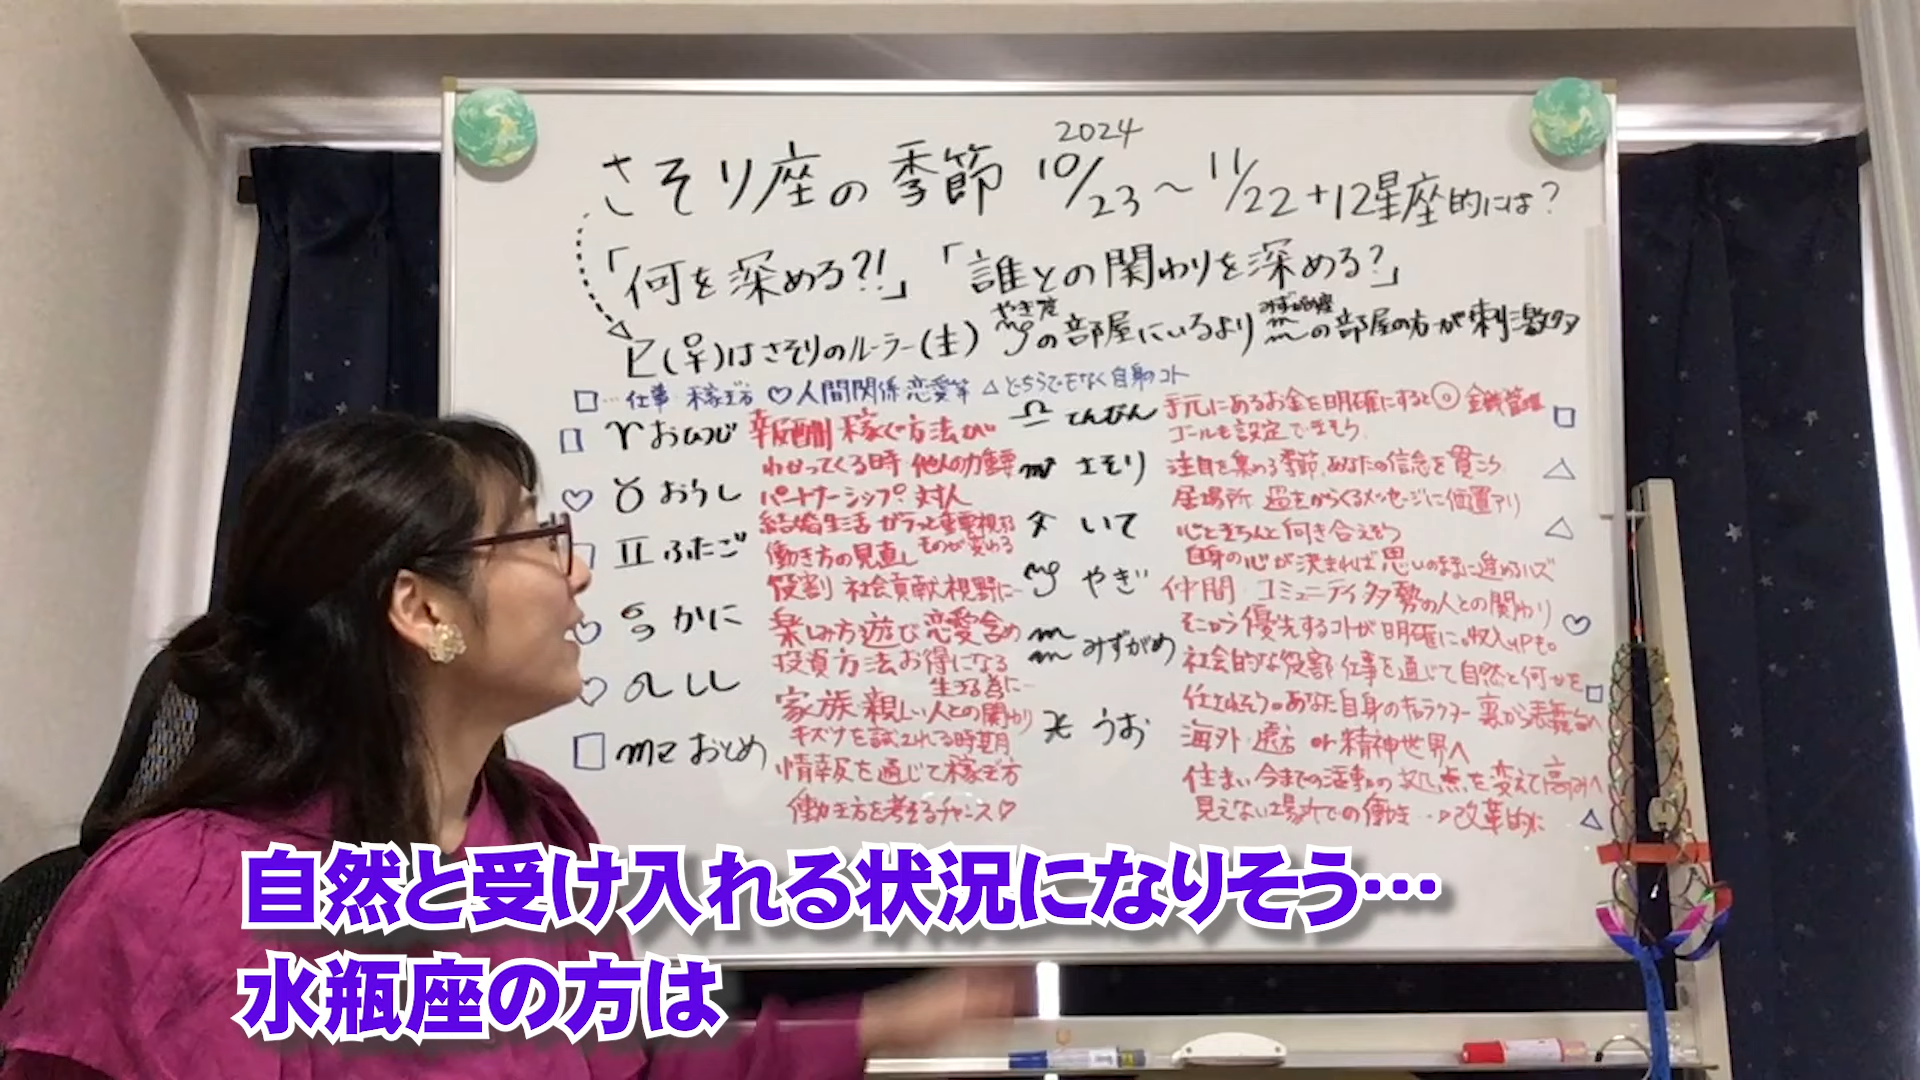 2024
さそり座の季節 10/23～11/22+12星座的には?
「何を深める?!」「誰との関わりを深める?」
やぎ座 みずがめ座
E(♇)はさそりのルーラー(主) ♑の部屋にいるより♒の部屋の方が刺激タタ
□…仕事・稼ぎ方 ♡人間関係 恋愛等 △どちらでもなく自身のコト
□ ♈おひつじ 報酬 稼ぐ方法が
わかってくる時 他人の力
♡ ♉おうし パートナーシップ 対人
結婚生活 ガラっと重要視する
ものが変わる
□ ♊ふたご 働き方の見直し
役割 社会貢献 視野に…
♡ ♋かに 楽しみ方 遊び 恋愛含め
投資方法 お得になる
♡ ♌しし 生きる為に…
家族 親しい人との関わり
キズナを試される時期
□ ♍おとめ 情報を通じて稼ぎ方
働き方を考えるチャンス♡
♎てんびん 手元にあるお金を明確にすると◎ 金銭管理 □
ゴールも設定できそう
♏さそり 注目を集める季節、あなたの信念を貫こう △
居場所 過去からくるメッセージに価値アリ
♐いて 心ときちんと向き合えそう △
自身の心が決まれば思いのままに進めるハズ
♑やぎ 仲間 コミュニティ 多勢の人との関わり
そこから優先するコトが明確に。収入upも。 ♡
♒みずがめ 社会的な役割 仕事を通じて自然と何かを □
任されそう。あなた自身のキャラクター 裏から表舞台へ
♓うお 海外・遠方 or 精神世界へ
住まい 今までの活動の拠点を変えて高みへ
見えない場所での働き… 改革的に △
自然と受け入れる状況になりそう…
水瓶座の方は